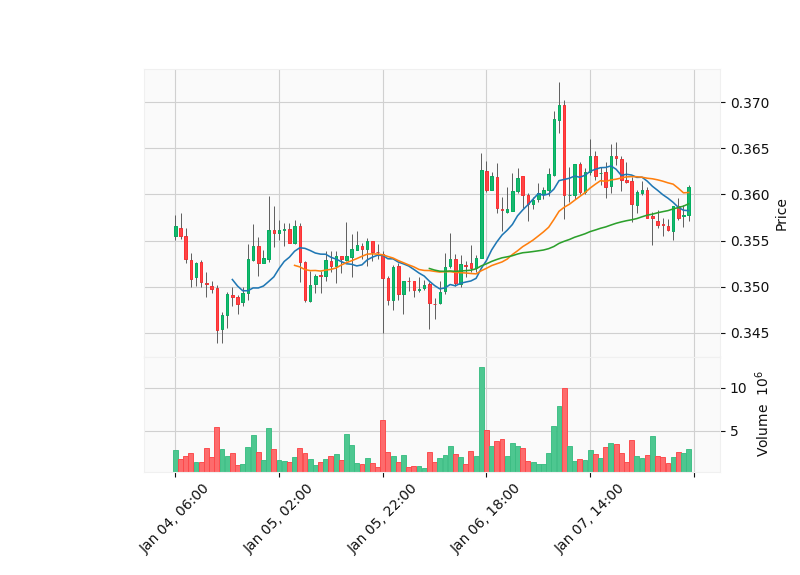 0.370
0.365
0.360
0.355
0.350
0.345
Price
10
5
Volume 10^6
Jan 04, 06:00
Jan 05, 02:00
Jan 05, 22:00
Jan 06, 18:00
Jan 07, 14:00